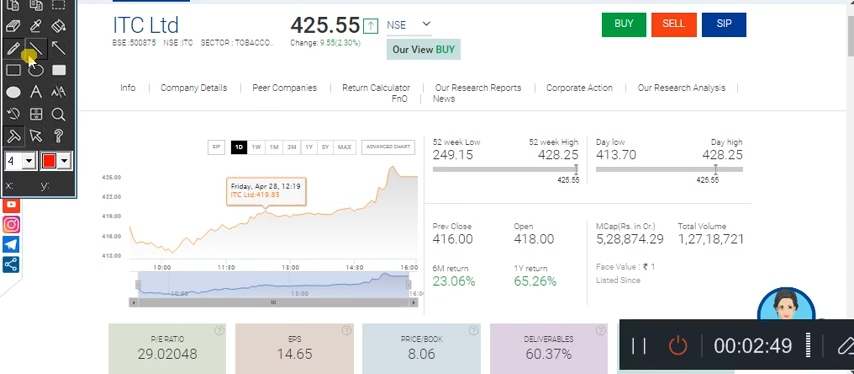 ITC Ltd
BSE :500875 NSE :ITC SECTOR : TOBACCO..
425.55
Change: 9.55(2.30%)
NSE
Our View BUY
BUY SELL SIP
Info Company Details Peer Companies Return Calculator Our Research Reports Corporate Action Our Research Analysis
FnO News
SIP 1D 1W 1M 3M 1Y 5Y MAX ADVANCED CHART
Friday, Apr 28, 12:19
ITC Ltd:419.55
422.00
419.00
416.00
10:00 11:30 13:00 14:30 16:00
10:00 13:00 16:
52 week Low 52 week High
249.15 428.25
425.55
Day low Day high
413.70 428.25
425.55
Prev Close Open
416.00 418.00
6M return 1Y return
23.06% 65.26%
MCap(Rs. in Cr.) Total Volume
5,28,874.29 1,27,18,721
Face Value : ₹ 1
Listed Since
P/E RATIO
29.02048
EPS
14.65
PRICE/BOOK
8.06
DELIVERABLES
60.37%
4
x: y:
00:02:49